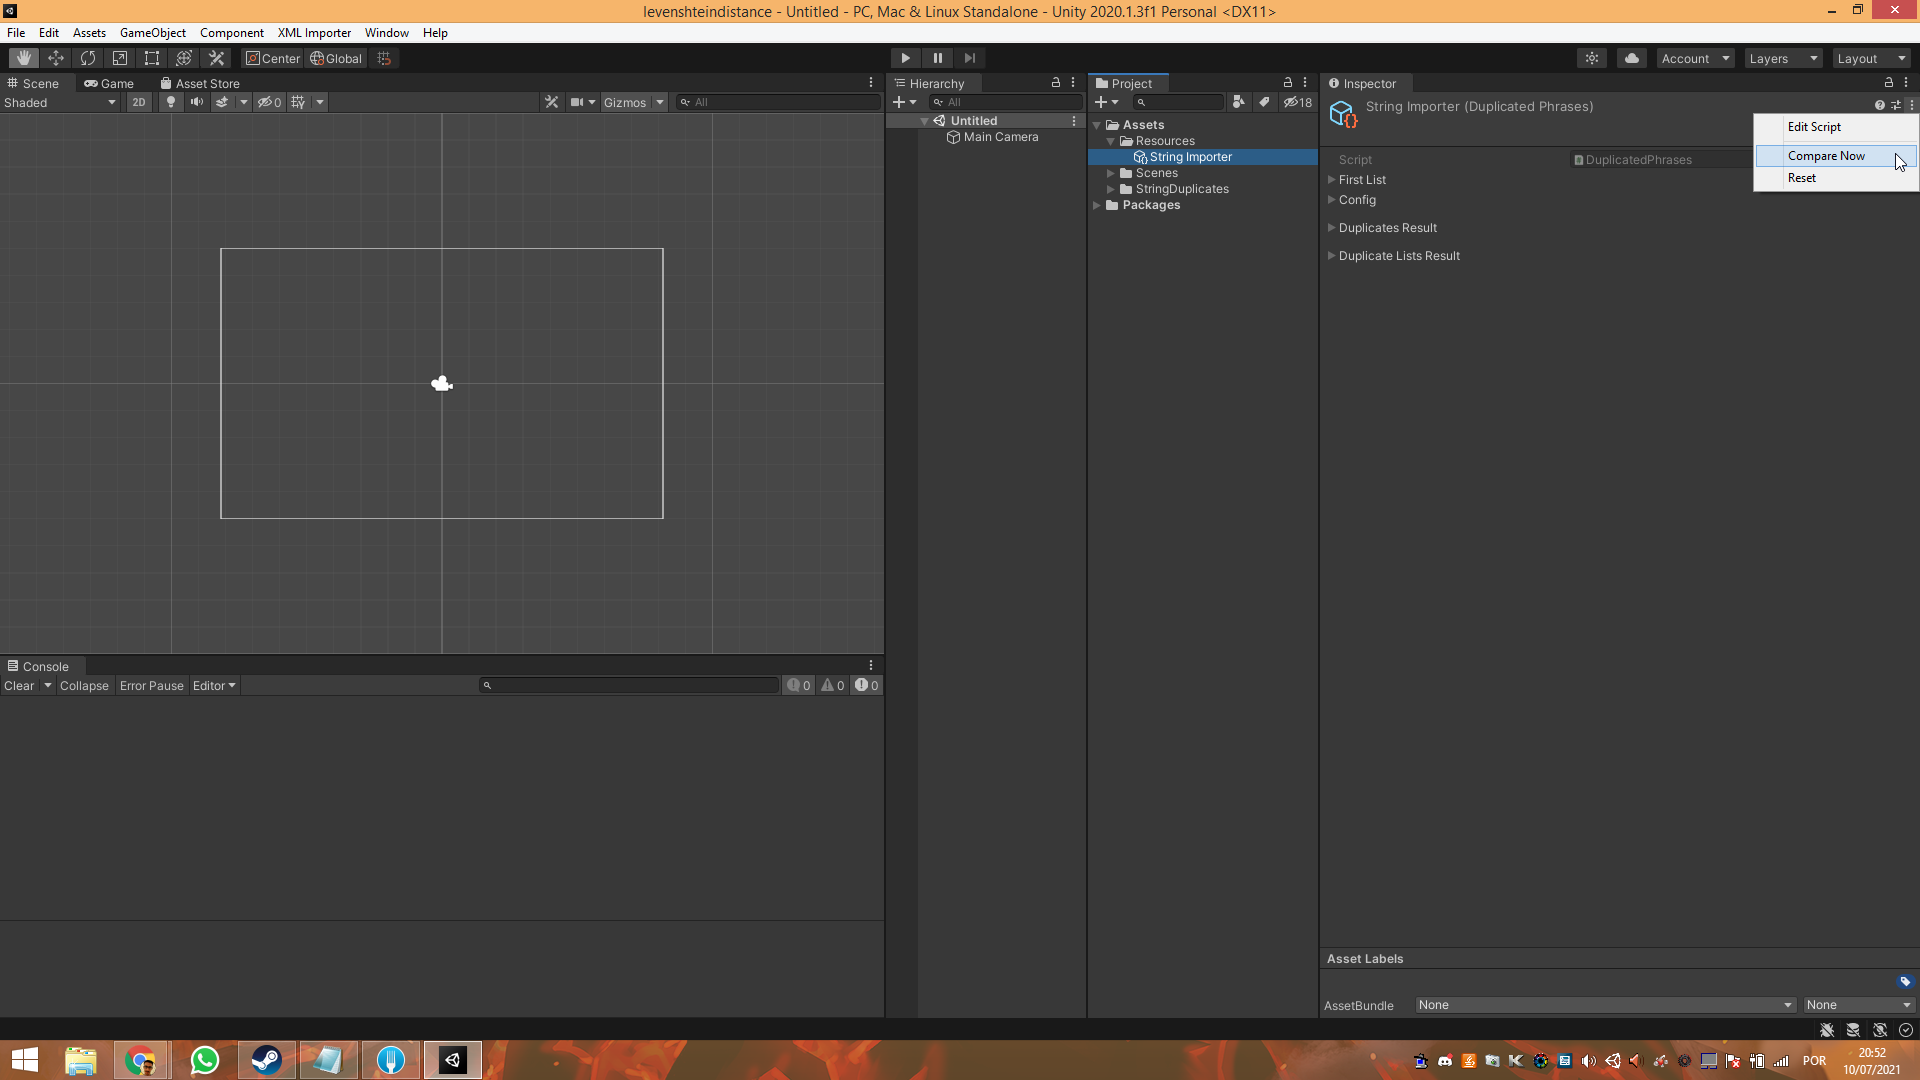 levenshteindistance - Untitled - PC, Mac & Linux Standalone - Unity 2020.1.3f1 Personal <DX11>
File Edit Assets GameObject Component XML Importer Window Help
Center Global Account Layers Layout
Scene Game Asset Store
Shaded 2D 0 Gizmos All
Hierarchy
All
Untitled
Main Camera
Project
18
Assets
Resources
String Importer
Scenes
StringDuplicates
Packages
Inspector
String Importer (Duplicated Phrases)
Edit Script
Compare Now
Reset
Script DuplicatedPhrases
First List
Config
Duplicates Result
Duplicate Lists Result
Console
Clear Collapse Error Pause Editor 0 0 0
Asset Labels
AssetBundle None None
POR
20:52
10/07/2021